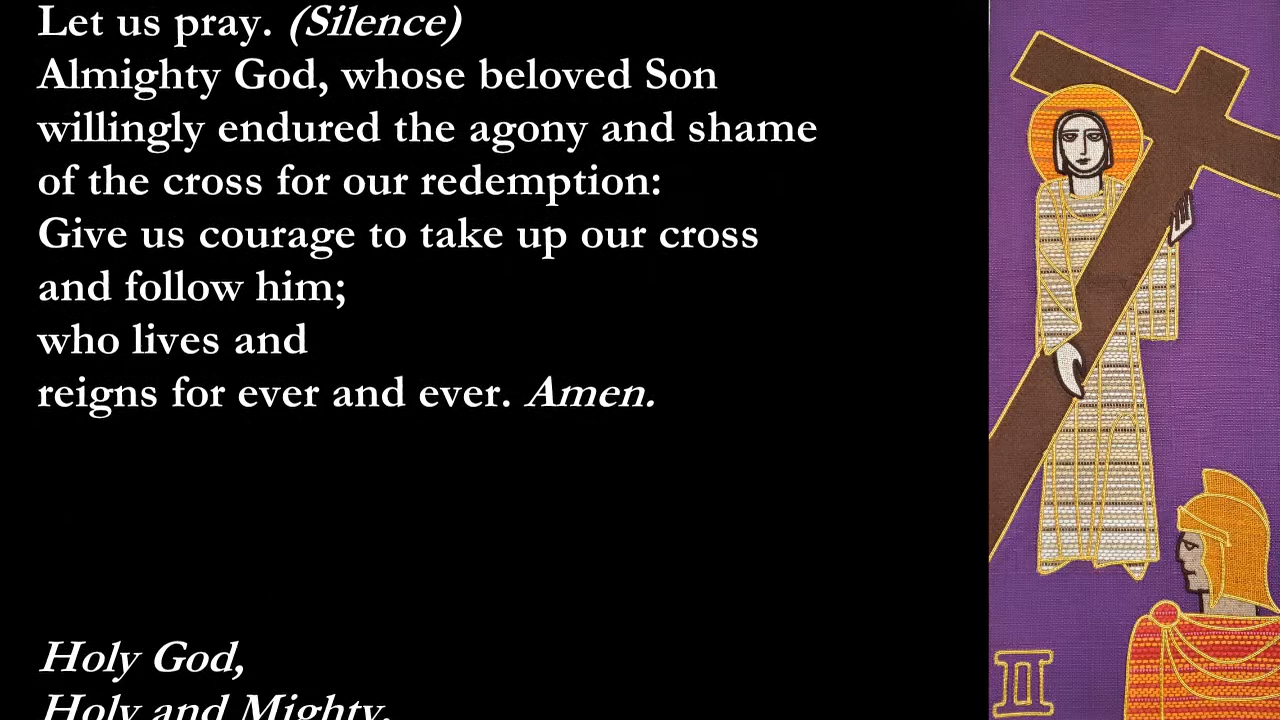 Let us pray. (Silence)
Almighty God, whose beloved Son
willingly endured the agony and shame
of the cross for our redemption:
Give us courage to take up our cross
and follow him;
who lives and
reigns for ever and ever. Amen.
Holy God,
Holy and Mighty,
II